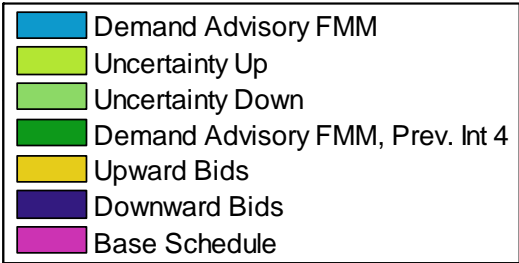 Demand Advisory FMM
Uncertainty Up
Uncertainty Down
Demand Advisory FMM, Prev. Int 4
Upward Bids
Downward Bids
Base Schedule